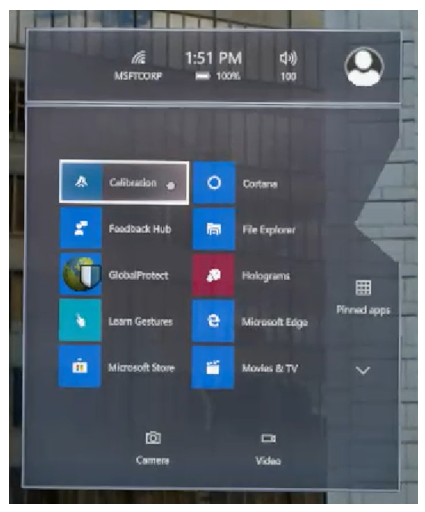 1:51 PM
MSFTCORP 100% 100
Calibration Cortana
Feedback Hub File Explorer
GlobalProtect Holograms
Learn Gestures Microsoft Edge
Microsoft Store Movies & TV
Pinned apps
Camera Video